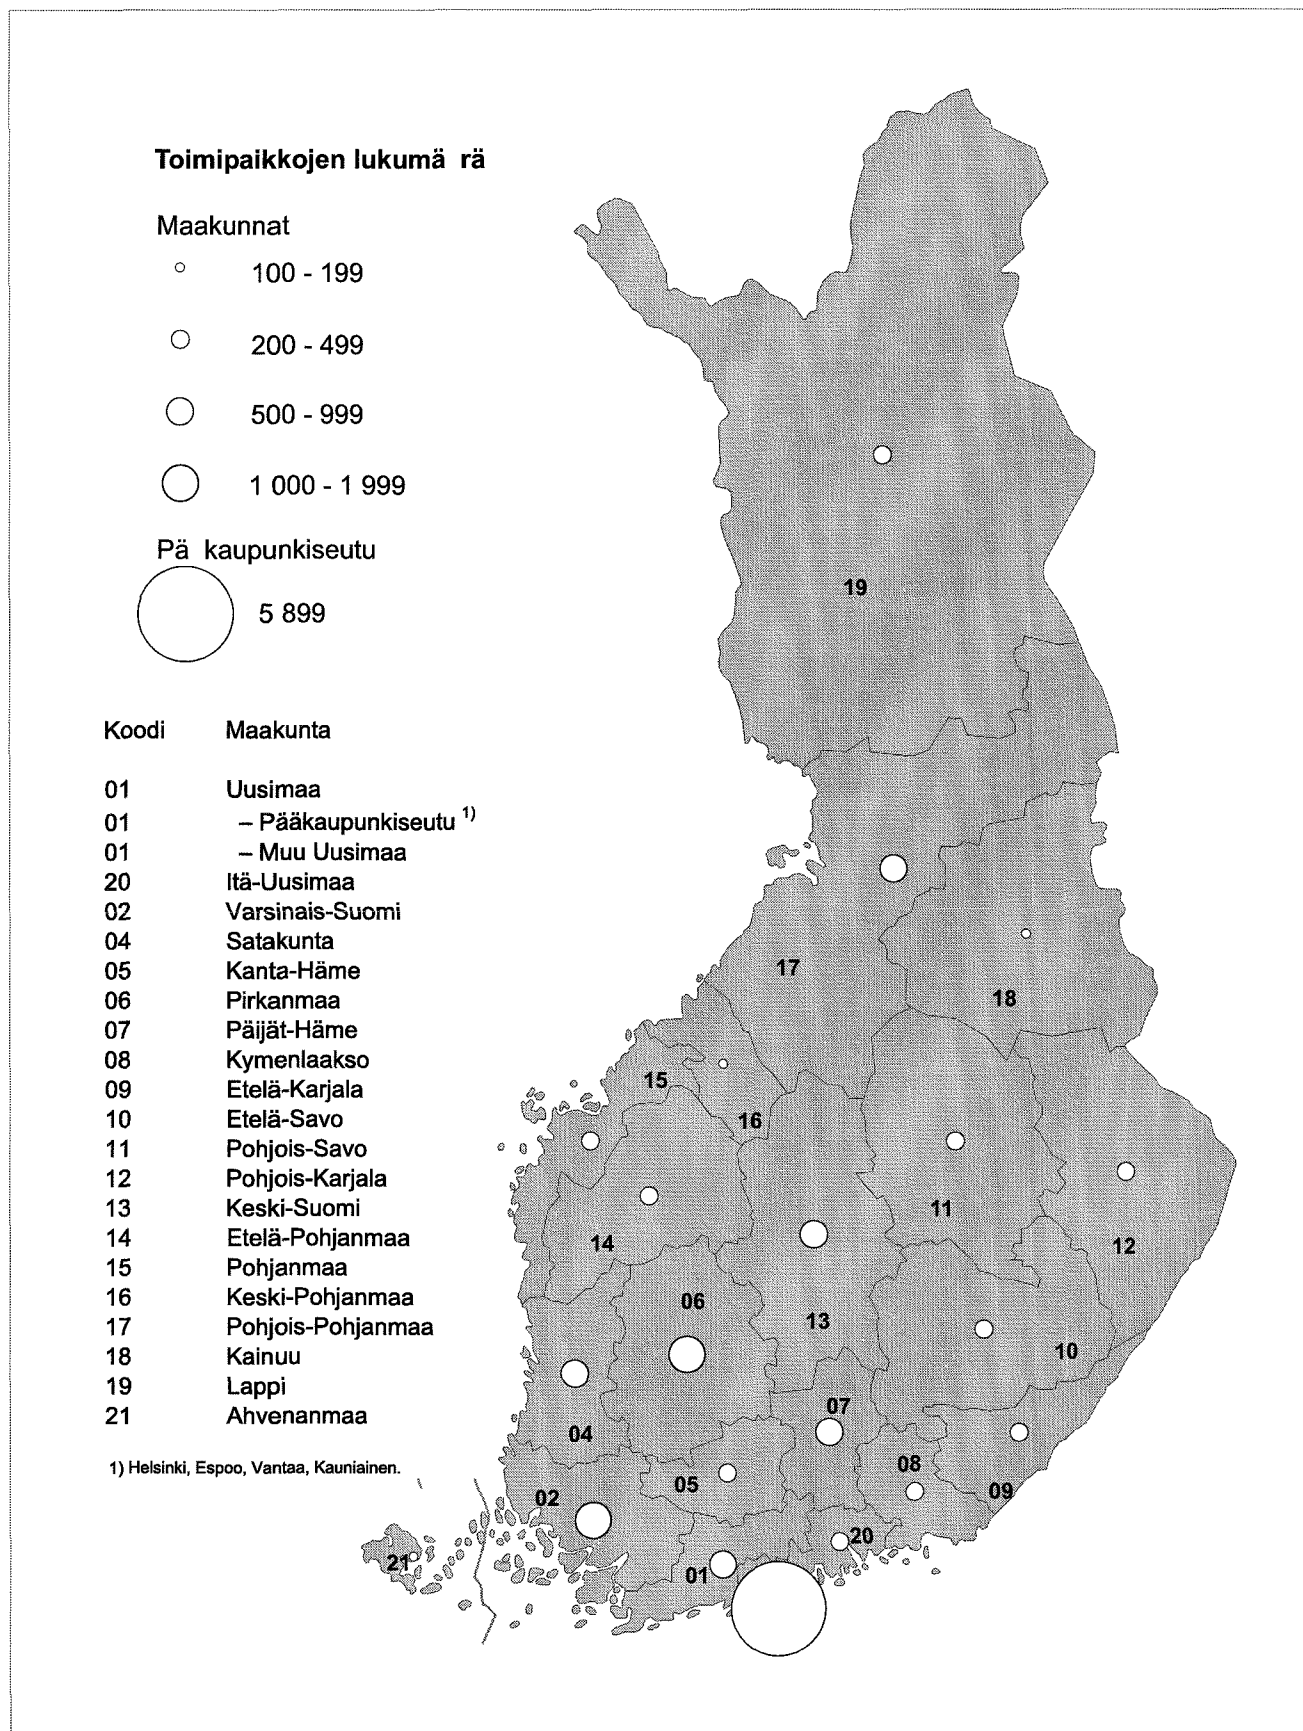 Toimipaikkojen lukumä rä
Maakunnat
100 - 199
200 - 499
500 - 999
1 000 - 1 999
Pä kaupunkiseutu
5 899
Koodi Maakunta
01 Uusimaa
01 – Pääkaupunkiseutu 1)
01 – Muu Uusimaa
20 Itä-Uusimaa
02 Varsinais-Suomi
04 Satakunta
05 Kanta-Häme
06 Pirkanmaa
07 Päijät-Häme
08 Kymenlaakso
09 Etelä-Karjala
10 Etelä-Savo
11 Pohjois-Savo
12 Pohjois-Karjala
13 Keski-Suomi
14 Etelä-Pohjanmaa
15 Pohjanmaa
16 Keski-Pohjanmaa
17 Pohjois-Pohjanmaa
18 Kainuu
19 Lappi
21 Ahvenanmaa
1) Helsinki, Espoo, Vantaa, Kauniainen.
19
17
18
15
16
11
14
12
06
13
10
07
04
08
05
09
02
20
21
01